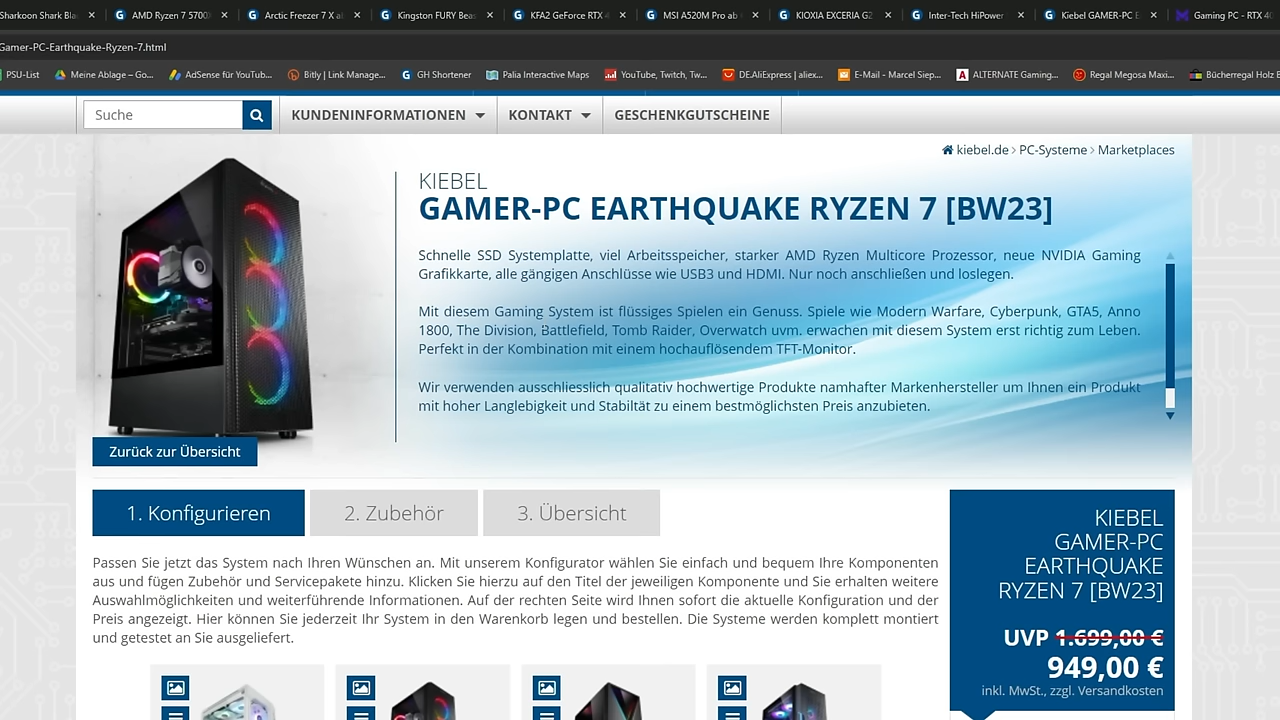 Sharkoon Shark Bla
AMD Ryzen 7 5700X
Arctic Freezer 7 X al
Kingston FURY Beas
KFA2 GeForce RTX 4
MSI A520M Pro ab
KIOXIA EXCERIA G2
Inter-Tech HiPower
Kiebel GAMER-PC E
Gaming PC - RTX 40
Gamer-PC-Earthquake-Ryzen-7.html
PSU-List
Meine Ablage – Go...
AdSense für YouTub...
Bitly | Link Manage...
GH Shortener
Palia Interactive Maps
YouTube, Twitch, Tw...
DE.AliExpress | aliex...
E-Mail - Marcel Siep...
ALTERNATE Gaming...
Regal Megosa Maxi...
Bücherregal Holz B
Suche
KUNDENINFORMATIONEN
KONTAKT
GESCHENKGUTSCHEINE
kiebel.de > PC-Systeme > Marketplaces
KIEBEL
GAMER-PC EARTHQUAKE RYZEN 7 [BW23]
Schnelle SSD Systemplatte, viel Arbeitsspeicher, starker AMD Ryzen Multicore Prozessor, neue NVIDIA Gaming
Grafikkarte, alle gängigen Anschlüsse wie USB3 und HDMI. Nur noch anschließen und loslegen.
Mit diesem Gaming System ist flüssiges Spielen ein Genuss. Spiele wie Modern Warfare, Cyberpunk, GTA5, Anno
1800, The Division, Battlefield, Tomb Raider, Overwatch uvm. erwachen mit diesem System erst richtig zum Leben.
Perfekt in der Kombination mit einem hochauflösendem TFT-Monitor.
Wir verwenden ausschliesslich qualitativ hochwertige Produkte namhafter Markenhersteller um Ihnen ein Produkt
mit hoher Langlebigkeit und Stabiltät zu einem bestmöglichsten Preis anzubieten.
Zurück zur Übersicht
1. Konfigurieren
2. Zubehör
3. Übersicht
Passen Sie jetzt das System nach Ihren Wünschen an. Mit unserem Konfigurator wählen Sie einfach und bequem Ihre Komponenten
aus und fügen Zubehör und Servicepakete hinzu. Klicken Sie hierzu auf den Titel der jeweiligen Komponente und Sie erhalten weitere
Auswahlmöglichkeiten und weiterführende Informationen. Auf der rechten Seite wird Ihnen sofort die aktuelle Konfiguration und der
Preis angezeigt. Hier können Sie jederzeit Ihr System in den Warenkorb legen und bestellen. Die Systeme werden komplett montiert
und getestet an Sie ausgeliefert.
KIEBEL
GAMER-PC
EARTHQUAKE
RYZEN 7 [BW23]
UVP 1.699,00 €
949,00 €
inkl. MwSt., zzgl. Versandkosten